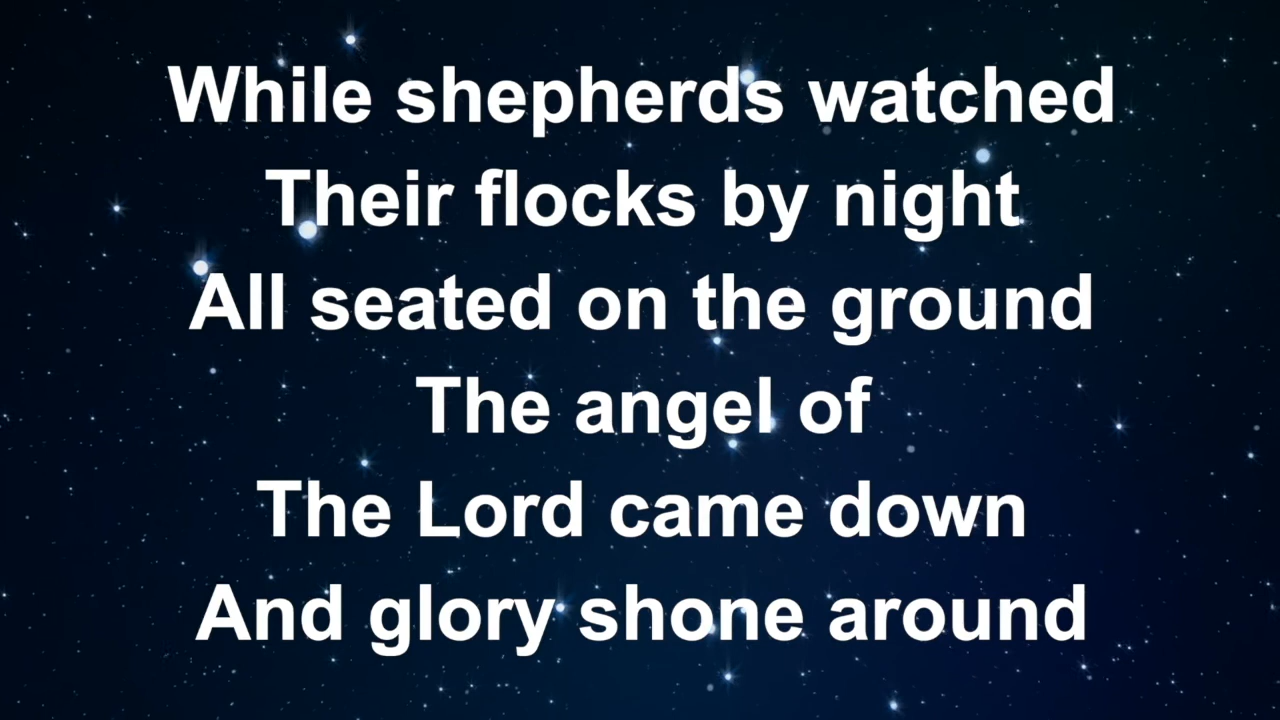 While shepherds watched
Their flocks by night
All seated on the ground
The angel of
The Lord came down
And glory shone around